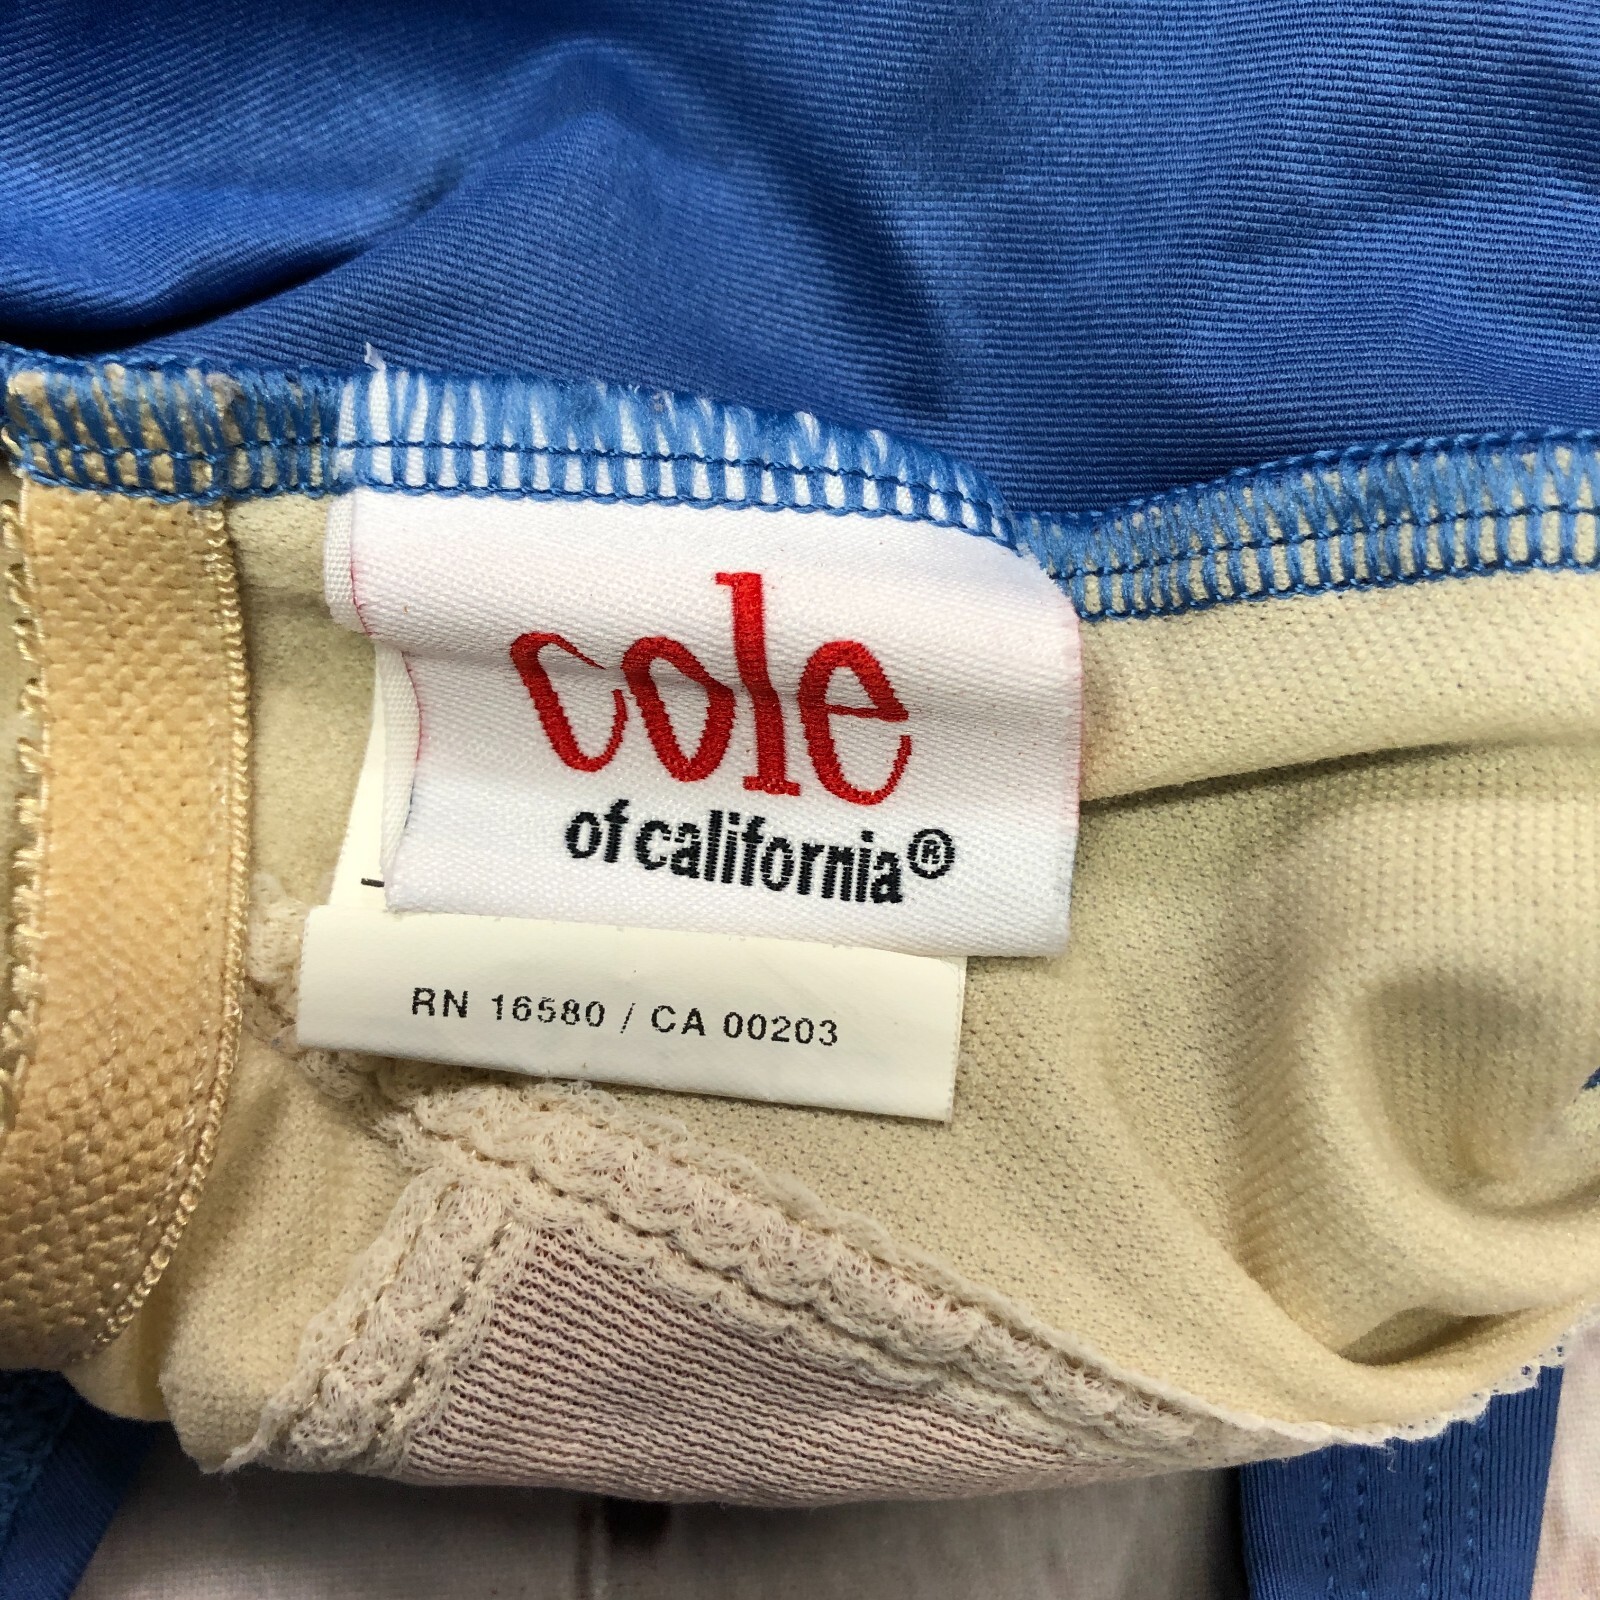 cole
of california®
RN 16580 / CA 00203